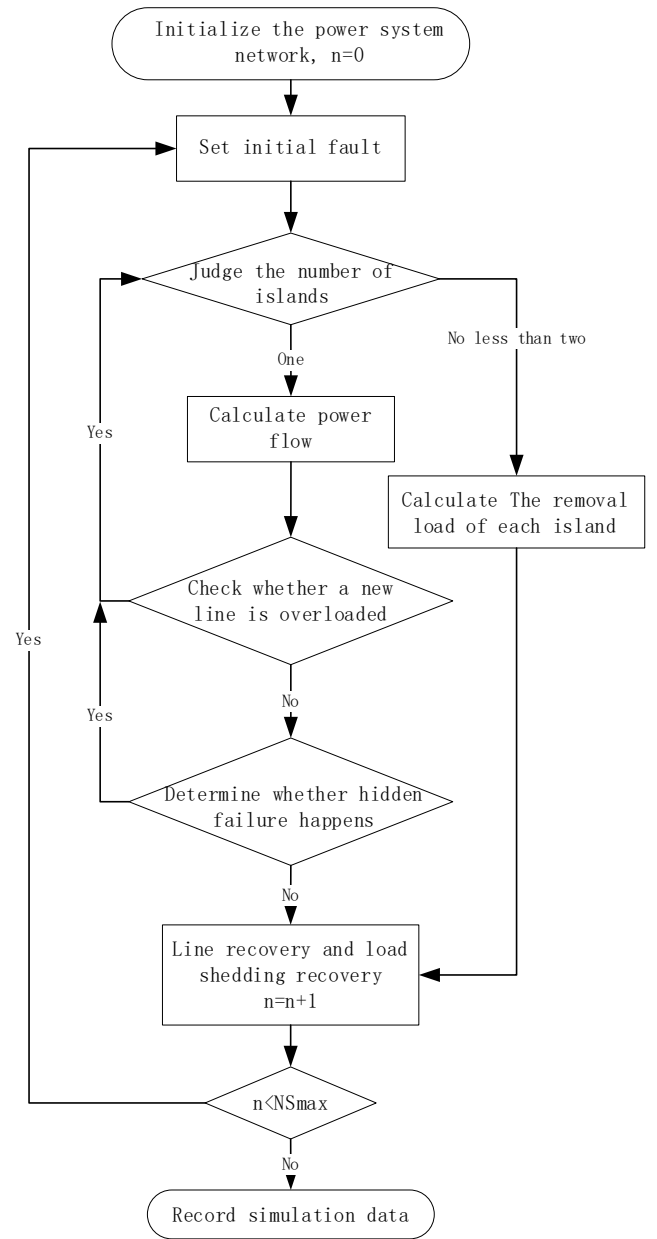 Initialize the power system
network, n=0
Set initial fault
Judge the number of
islands
No less than two
One
Calculate power
flow
Yes
Calculate The removal
load of each island
Check whether a new
line is overloaded
Yes
No
Yes
Determine whether hidden
failure happens
No
Line recovery and load
shedding recovery
n=n+1
n<NSmax
No
Record simulation data